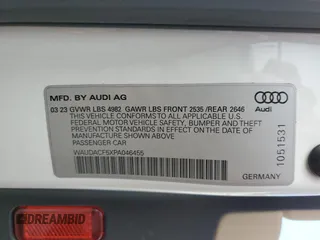 MFD. BY AUDI AG
03 23 GVWR LBS 4982 GAWR LBS FRONT 2535 /REAR 2646
THIS VEHICLE CONFORMS TO ALL APPLICABLE U.S.
FEDERAL MOTOR VEHICLE SAFETY, BUMPER AND THEFT
PREVENTION STANDARDS IN EFFECT ON THE DATE OF
MANUFACTURE SHOWN ABOVE.
PASSENGER CAR
WAUDACF5XPA046455
Audi
1051531
GERMANY
DREAMBID